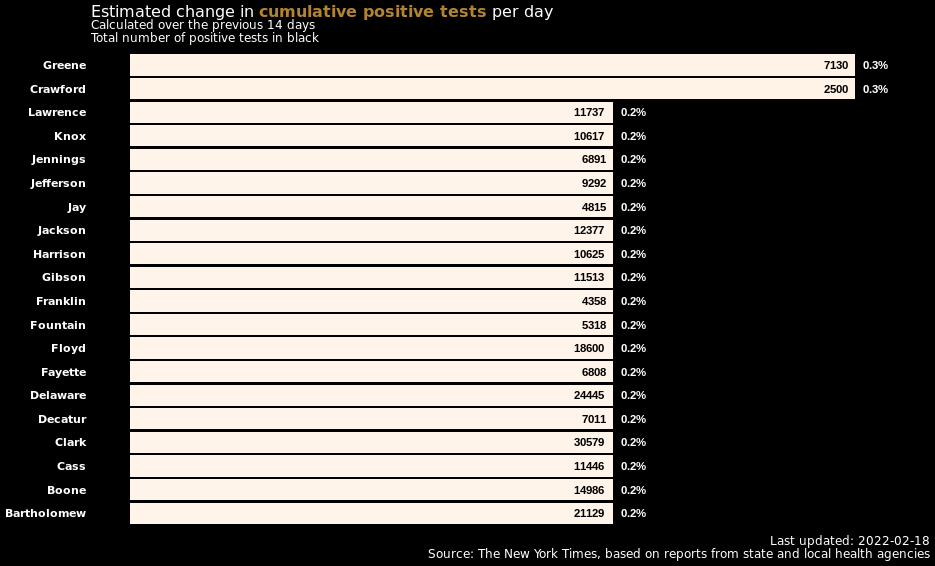 Estimated change in cumulative positive tests per day
Calculated over the previous 14 days
Total number of positive tests in black
Greene 7130 0.3%
Crawford 2500 0.3%
Lawrence 11737 0.2%
Knox 10617 0.2%
Jennings 6891 0.2%
Jefferson 9292 0.2%
Jay 4815 0.2%
Jackson 12377 0.2%
Harrison 10625 0.2%
Gibson 11513 0.2%
Franklin 4358 0.2%
Fountain 5318 0.2%
Floyd 18600 0.2%
Fayette 6808 0.2%
Delaware 24445 0.2%
Decatur 7011 0.2%
Clark 30579 0.2%
Cass 11446 0.2%
Boone 14986 0.2%
Bartholomew 21129 0.2%
Last updated: 2022-02-18
Source: The New York Times, based on reports from state and local health agencies